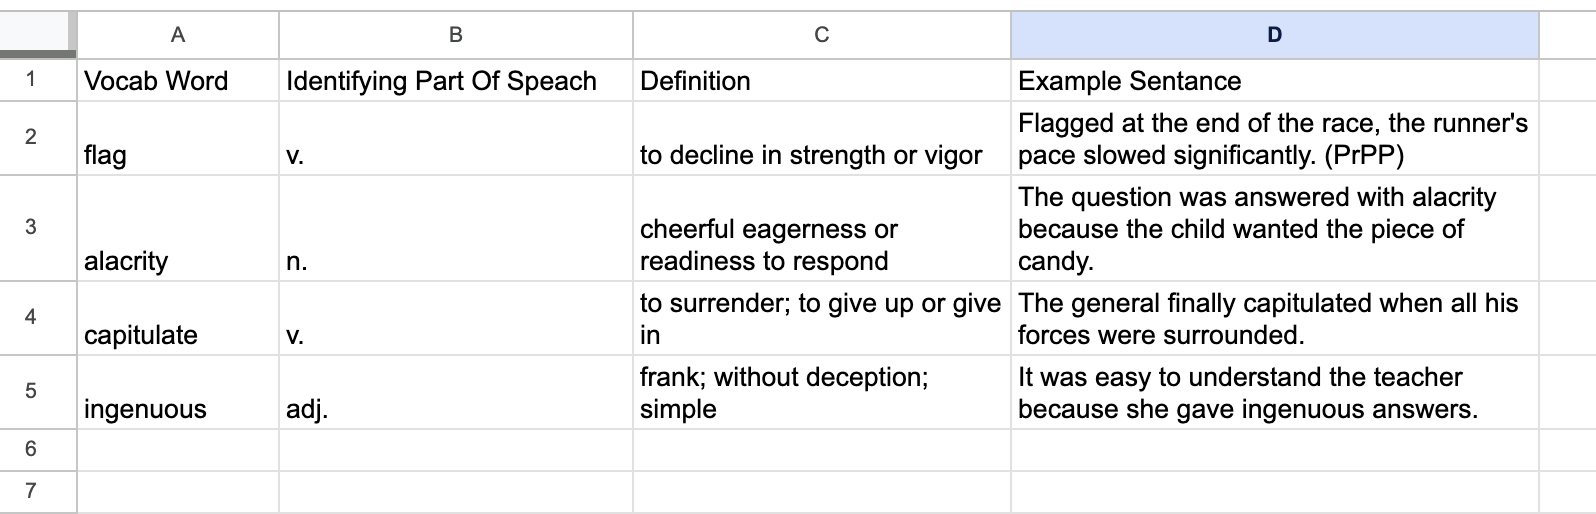 A B C D
1 Vocab Word Identifying Part Of Speach Definition Example Sentance
2 flag v. to decline in strength or vigor Flagged at the end of the race, the runner's
pace slowed significantly. (PrPP)
3 alacrity n. cheerful eagerness or
readiness to respond The question was answered with alacrity
because the child wanted the piece of
candy.
4 capitulate v. to surrender; to give up or give
in The general finally capitulated when all his
forces were surrounded.
5 ingenuous adj. frank; without deception;
simple It was easy to understand the teacher
because she gave ingenuous answers.
6
7